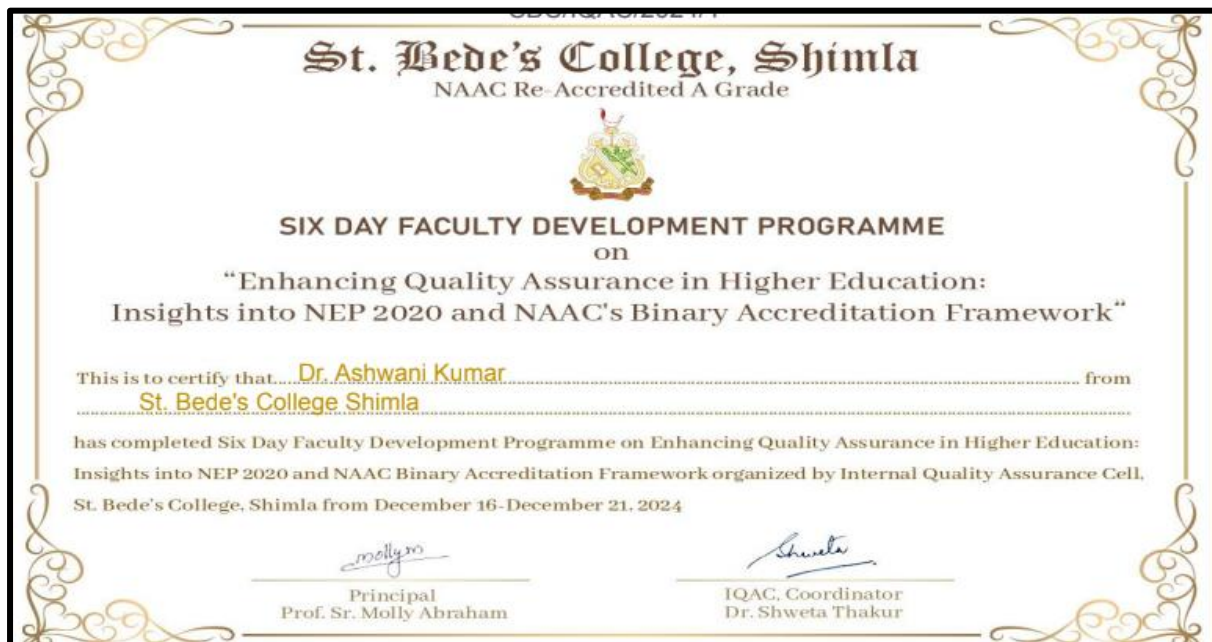 St. Bede's College, Shimla
NAAC Re-Accredited A Grade
SIX DAY FACULTY DEVELOPMENT PROGRAMME
on
“Enhancing Quality Assurance in Higher Education:
Insights into NEP 2020 and NAAC's Binary Accreditation Framework“
This is to certify that Dr. Ashwani Kumar from
St. Bede's College Shimla
has completed Six Day Faculty Development Programme on Enhancing Quality Assurance in Higher Education:
Insights into NEP 2020 and NAAC Binary Accreditation Framework organized by Internal Quality Assurance Cell,
St. Bede's College, Shimla from December 16-December 21, 2024
mollym
Shweta
Principal
IQAC, Coordinator
Prof. Sr. Molly Abraham
Dr. Shweta Thakur